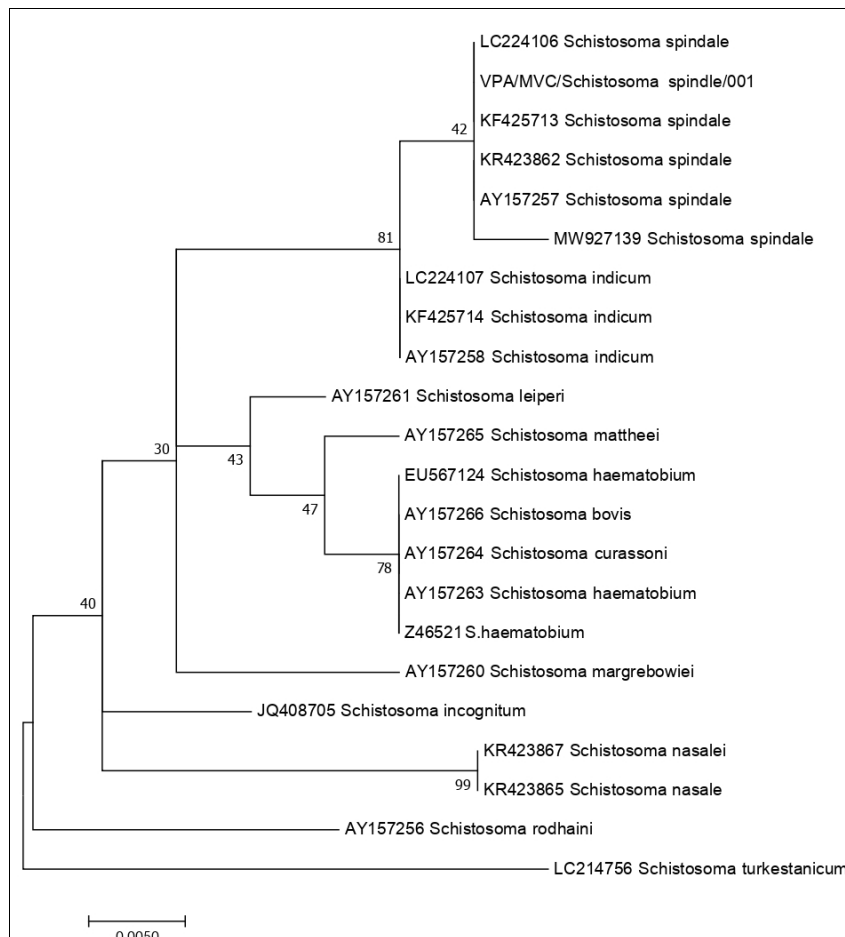 LC224106 Schistosoma spindale
VPA/MVC/Schistosoma spindle/001
42
KF425713 Schistosoma spindale
KR423862 Schistosoma spindale
AY157257 Schistosoma spindale
81
MW927139 Schistosoma spindale
LC224107 Schistosoma indicum
KF425714 Schistosoma indicum
AY157258 Schistosoma indicum
AY157261 Schistosoma leiperi
30
43
AY157265 Schistosoma mattheei
EU567124 Schistosoma haematobium
47
AY157266 Schistosoma bovis
AY157264 Schistosoma curassoni
78
AY157263 Schistosoma haematobium
40
Z46521 S.haematobium
AY157260 Schistosoma margrebowiei
JQ408705 Schistosoma incognitum
KR423867 Schistosoma nasalei
99
KR423865 Schistosoma nasale
AY157256 Schistosoma rodhaini
LC214756 Schistosoma turkestanicum
0.0050